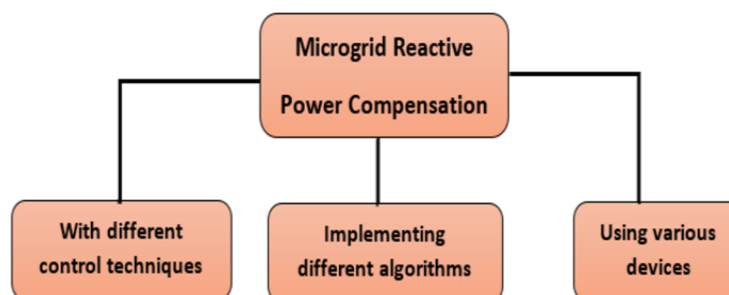 Microgrid Reactive
Power Compensation
With different
control techniques
Implementing
different algorithms
Using various
devices